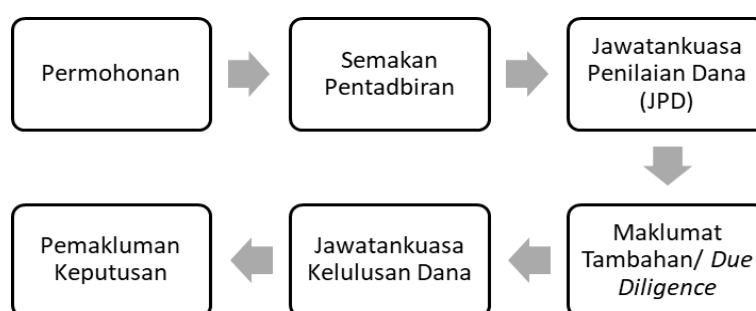 Permohonan
Semakan
Pentadbiran
Jawatankuasa
Penilaian Dana
(JPD)
Maklumat
Tambahan/ Due
Diligence
Jawatankuasa
Kelulusan Dana
Pemakluman
Keputusan